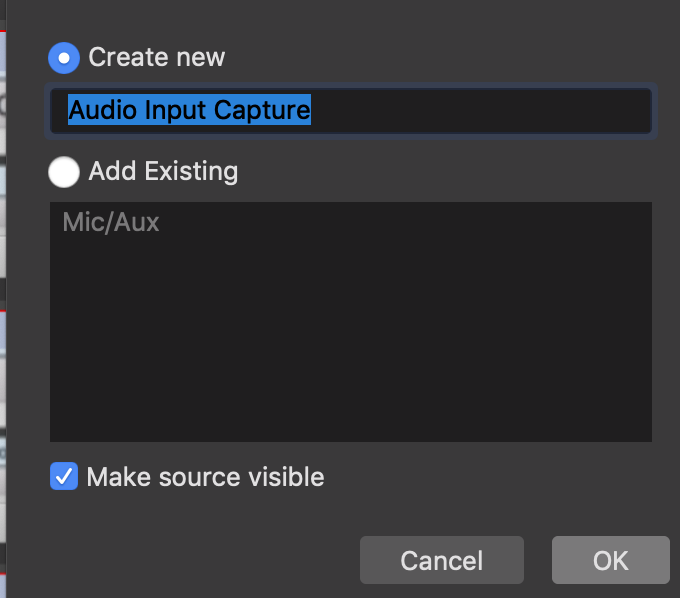 Create new
Audio Input Capture
Add Existing
Mic/Aux
Make source visible
Cancel
OK